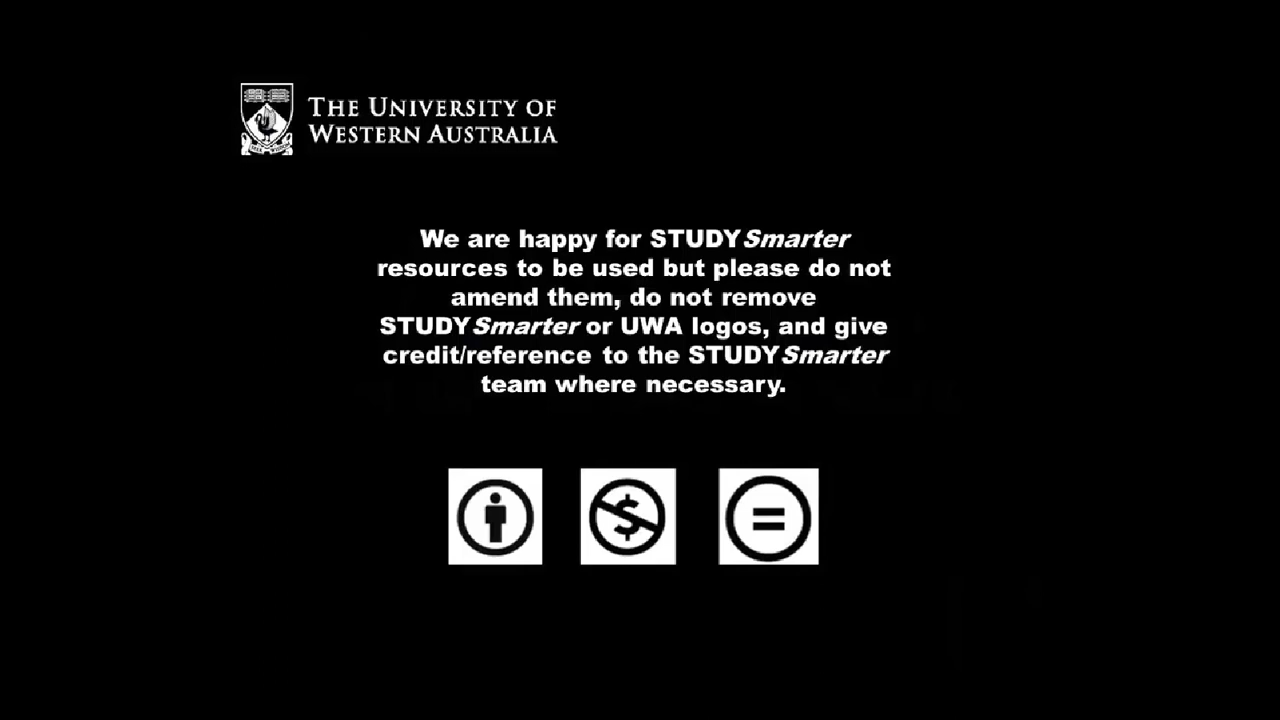 THE UNIVERSITY OF
WESTERN AUSTRALIA
We are happy for STUDYSmarter
resources to be used but please do not
amend them, do not remove
STUDYSmarter or UWA logos, and give
credit/reference to the STUDYSmarter
team where necessary.